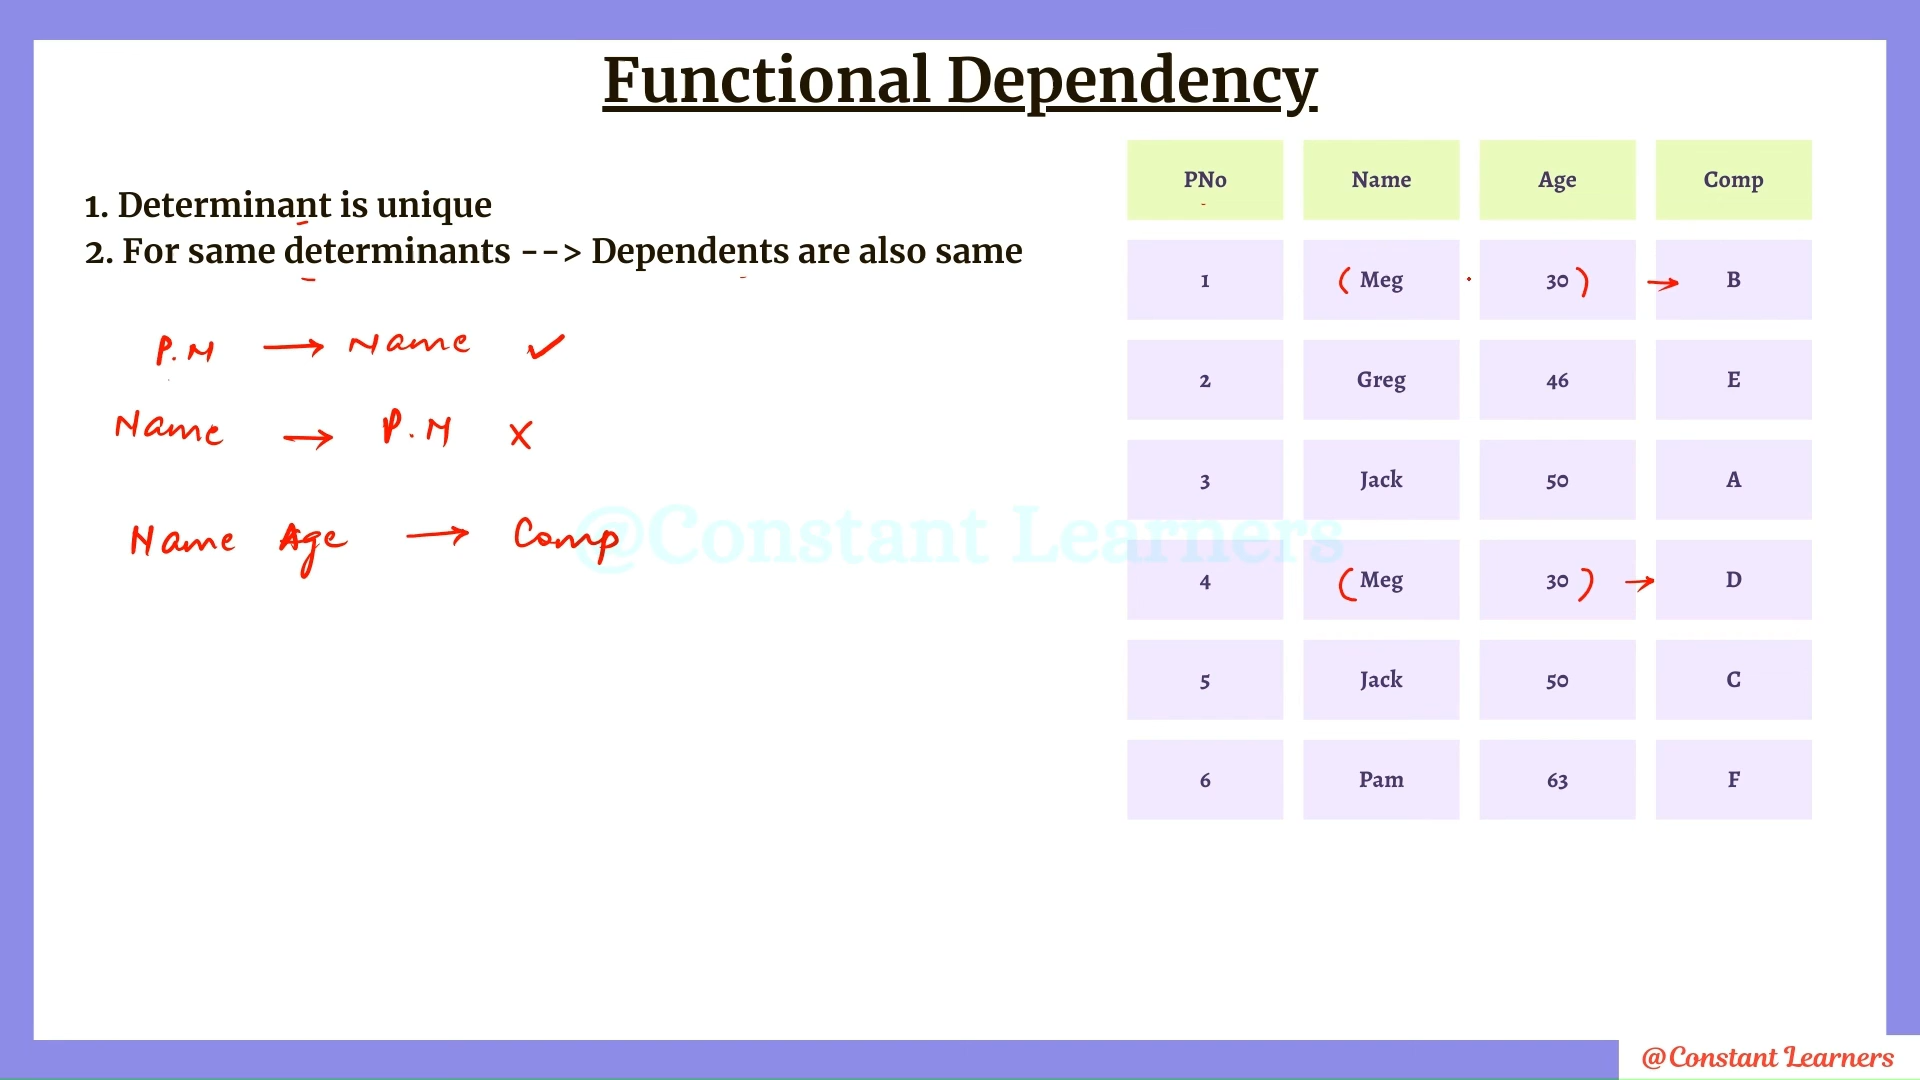 Functional Dependency
1. Determinant is unique
2. For same determinants --> Dependents are also same
P.N → Name ✓
Name → P.N X
Name Age → Comp
PNo Name Age Comp
1 (Meg . 30) → B
2 Greg 46 E
3 Jack 50 A
4 (Meg 30) → D
5 Jack 50 C
6 Pam 63 F
@Constant Learners
@Constant Learners